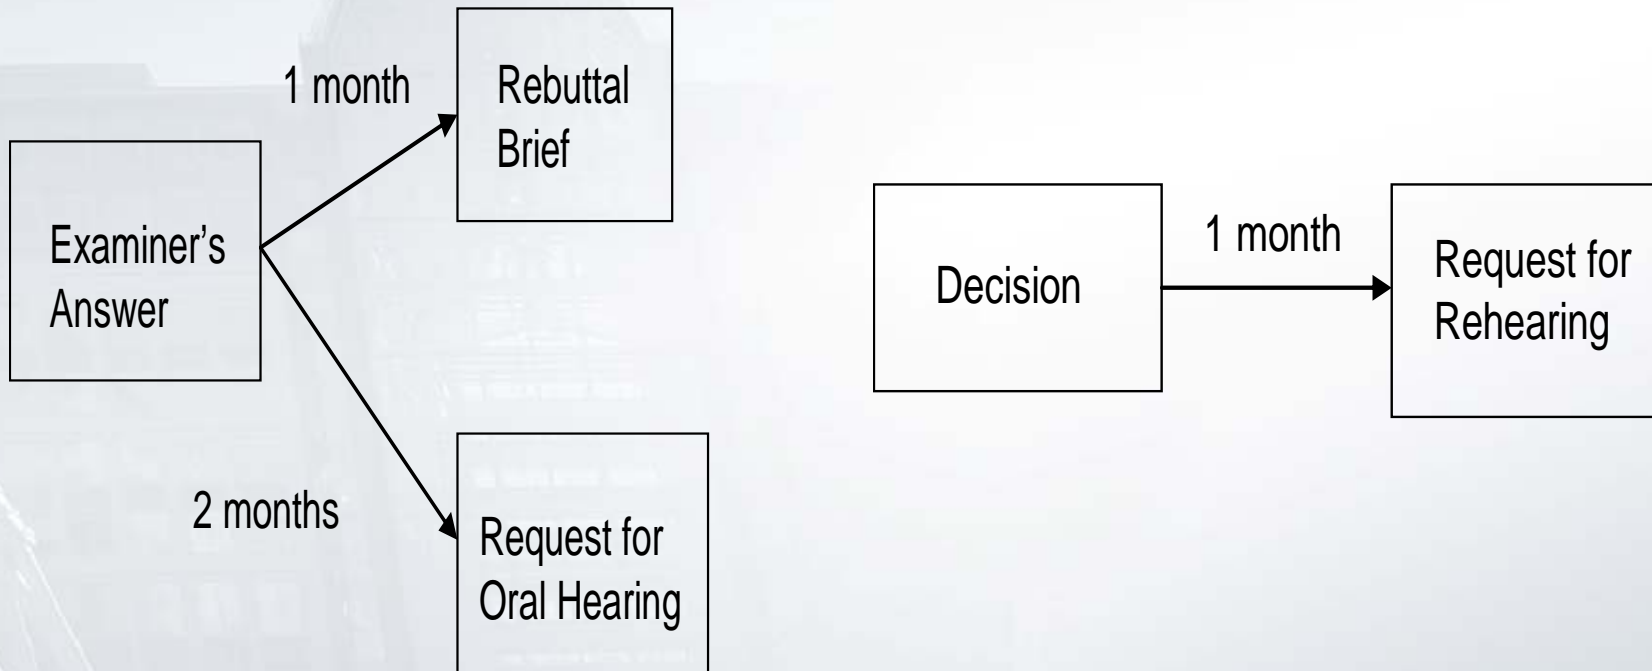 1 month
Rebuttal
Brief
Examiner’s
Answer
2 months
Request for
Oral Hearing
Decision
1 month
Request for
Rehearing